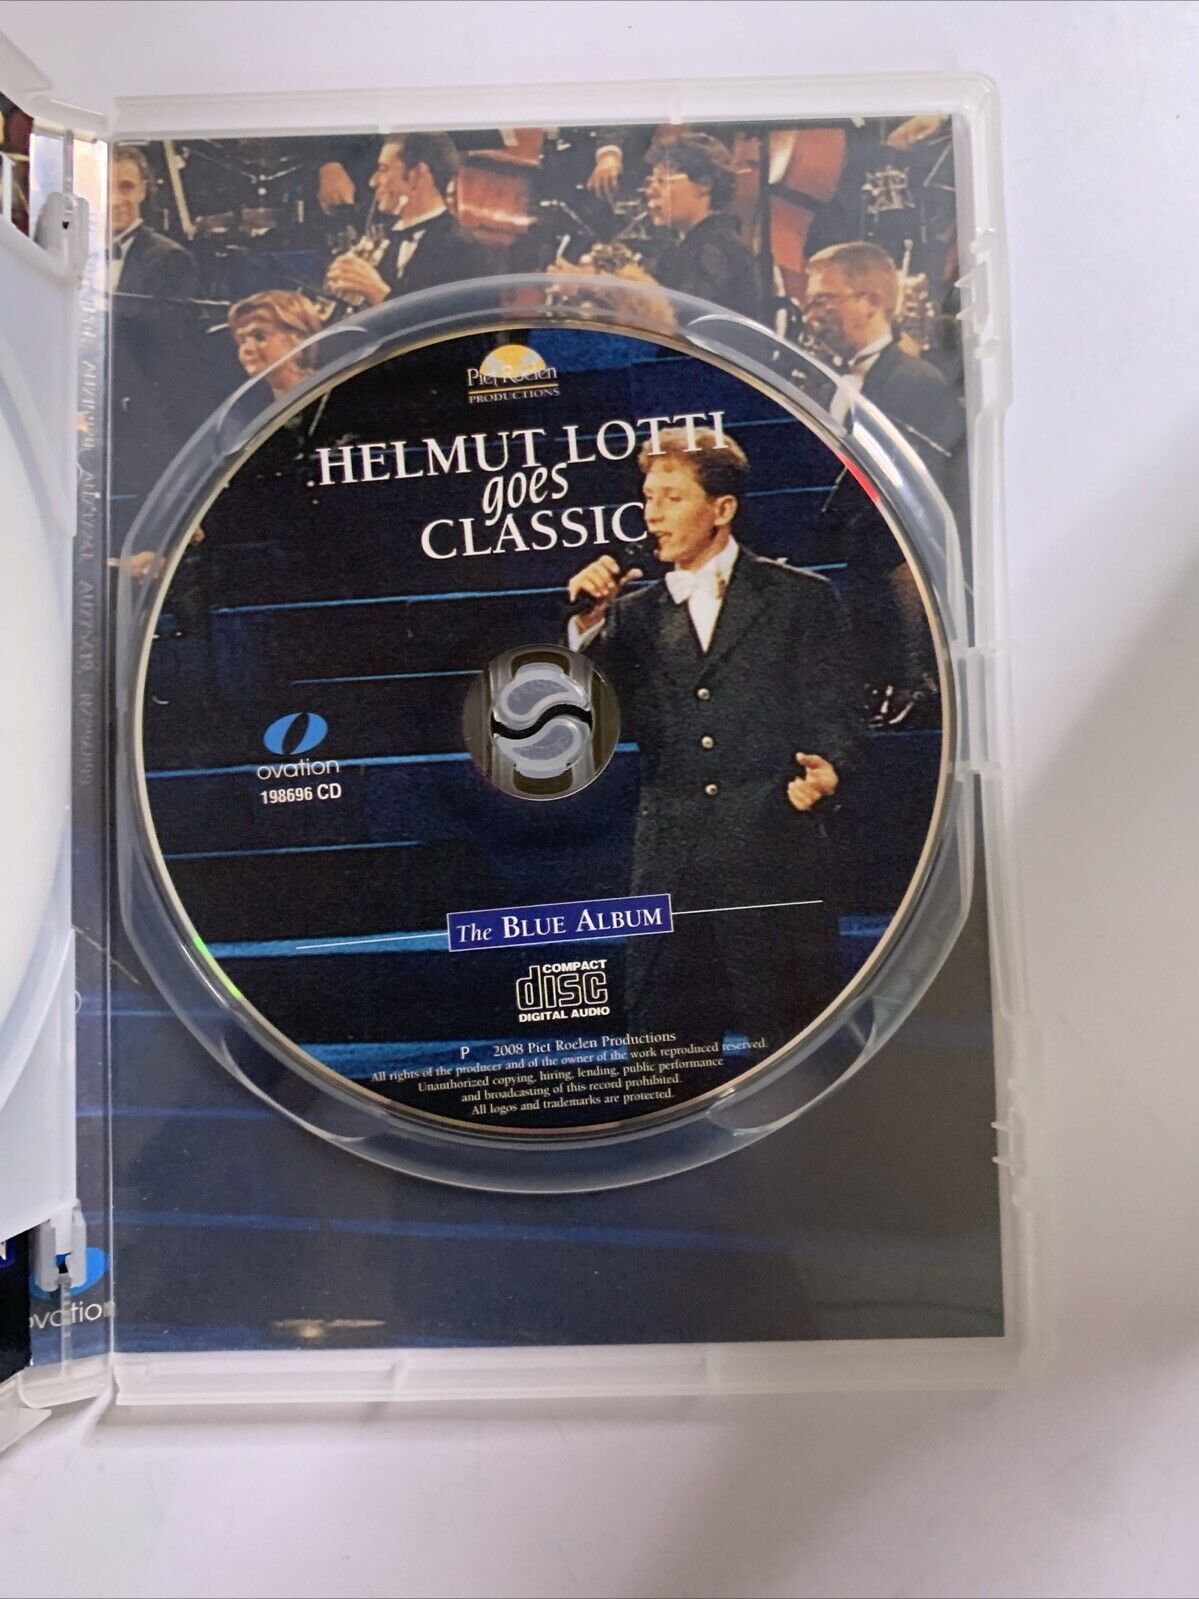 Piet Roelen
PRODUCTIONS
HELMUT LOTTI
goes
CLASSIC
ovation
198696 CD
The BLUE ALBUM
COMPACT
disc
DIGITAL AUDIO
P 2008 Piet Roelen Productions
All rights of the producer and of the owner of the work reproduced reserved.
Unauthorized copying, hiring, lending, public performance
and broadcasting of this record prohibited.
All logos and trademarks are protected.
ovation